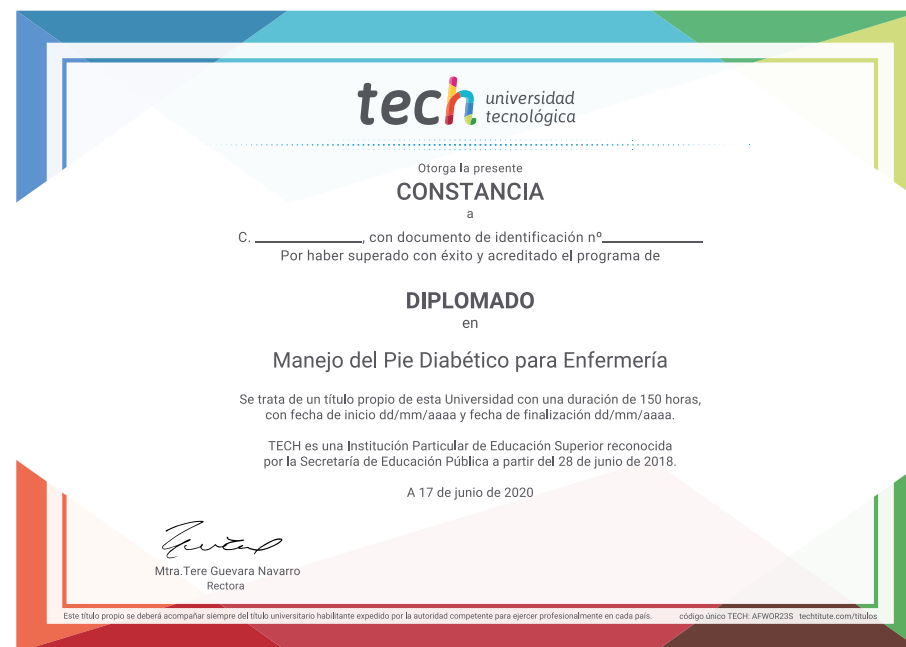 tech universidad
tecnológica
Otorga la presente
CONSTANCIA
a
C. ____________, con documento de identificación nº____________
Por haber superado con éxito y acreditado el programa de
DIPLOMADO
en
Manejo del Pie Diabético para Enfermería
Se trata de un título propio de esta Universidad con una duración de 150 horas,
con fecha de inicio dd/mm/aaaa y fecha de finalización dd/mm/aaaa.
TECH es una Institución Particular de Educación Superior reconocida
por la Secretaría de Educación Pública a partir del 28 de junio de 2018.
A 17 de junio de 2020
Mtra.Tere Guevara Navarro
Rectora
Este título propio se deberá acompañar siempre del título universitario habilitante expedido por la autoridad competente para ejercer profesionalmente en cada país. código único TECH: AFWOR23S techtitute.com/titulos